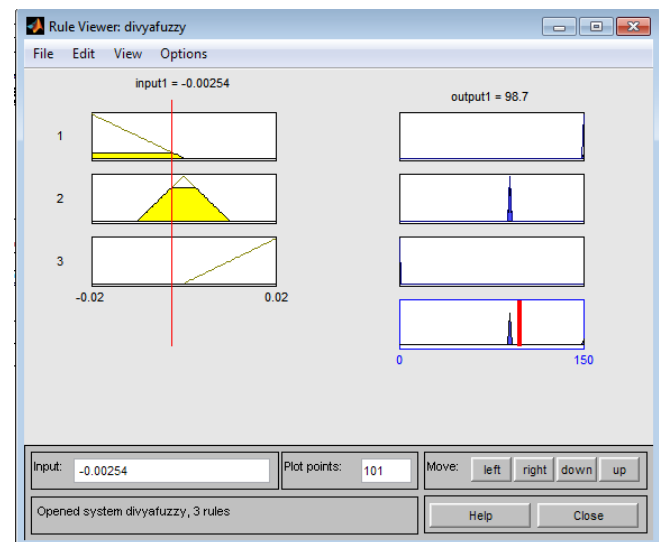 Rule Viewer: divyafuzzy
File Edit View Options
input1 = -0.00254
output1 = 98.7
1
2
3
-0.02 0.02
0 150
Input: -0.00254 Plot points: 101 Move: left right down up
Opened system divyafuzzy, 3 rules Help Close